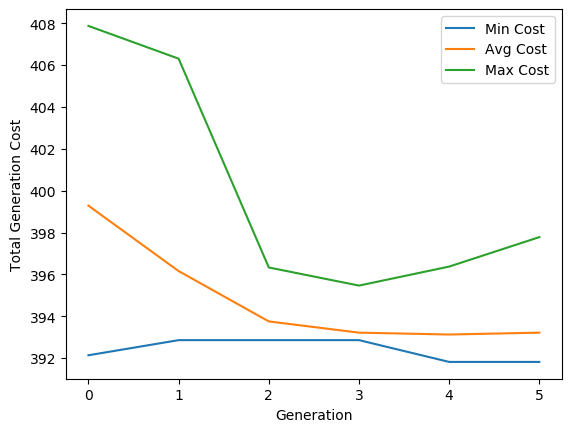 408
406
404
402
400
398
396
394
392
Total Generation Cost
Min Cost
Avg Cost
Max Cost
0 1 2 3 4 5
Generation